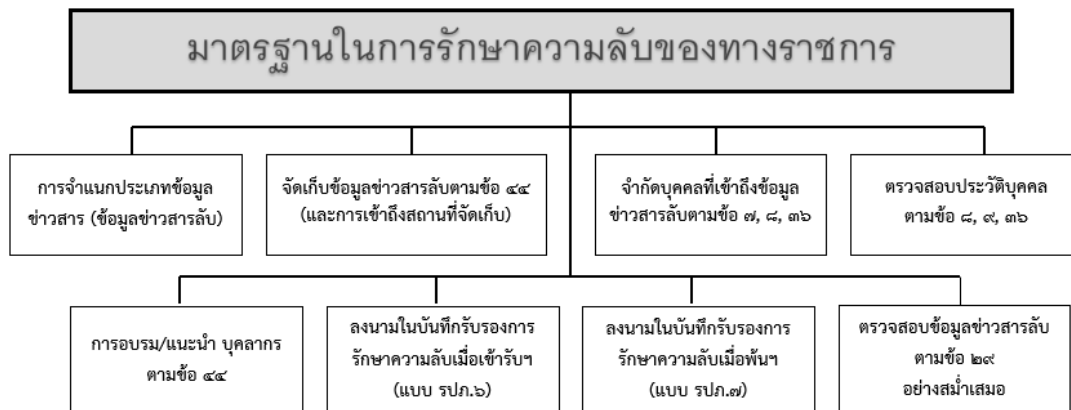 มาตรฐานในการรักษาความลับของทางราชการ
การจำแนกประเภทข้อมูล
ข่าวสาร (ข้อมูลข่าวสารลับ)
จัดเก็บข้อมูลข่าวสารลับตามข้อ ๔๔
(และการเข้าถึงสถานที่จัดเก็บ)
จำกัดบุคคลที่เข้าถึงข้อมูล
ข่าวสารลับตามข้อ ๗, ๘, ๓๖
ตรวจสอบประวัติบุคคล
ตามข้อ ๘, ๙, ๓๖
การอบรม/แนะนำ บุคลากร
ตามข้อ ๔๔
ลงนามในบันทึกรับรองการ
รักษาความลับเมื่อเข้ารับฯ
(แบบ รปภ.๖)
ลงนามในบันทึกรับรองการ
รักษาความลับเมื่อพ้นฯ
(แบบ รปภ.๗)
ตรวจสอบข้อมูลข่าวสารลับ
ตามข้อ ๒๙
อย่างสม่ำเสมอ